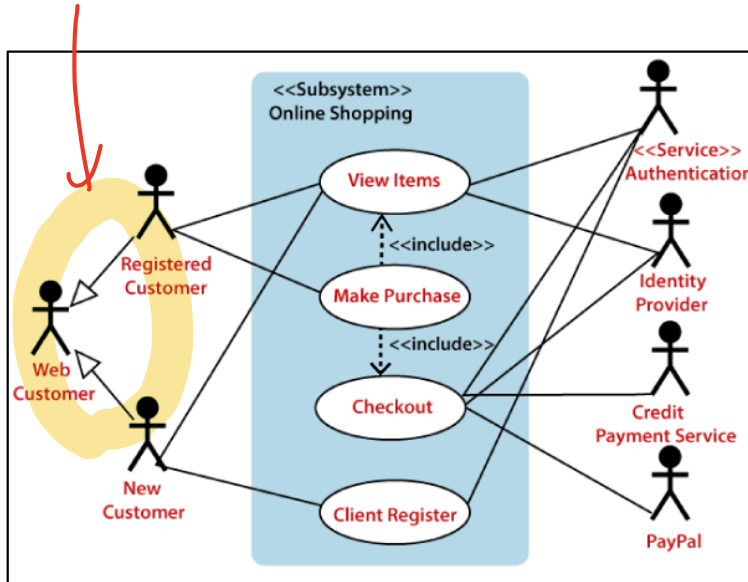 <<Subsystem>>
Online Shopping
View Items
<<include>>
Make Purchase
<<include>>
Checkout
Client Register
Registered
Customer
Web
Customer
New
Customer
<<Service>>
Authentication
Identity
Provider
Credit
Payment Service
PayPal